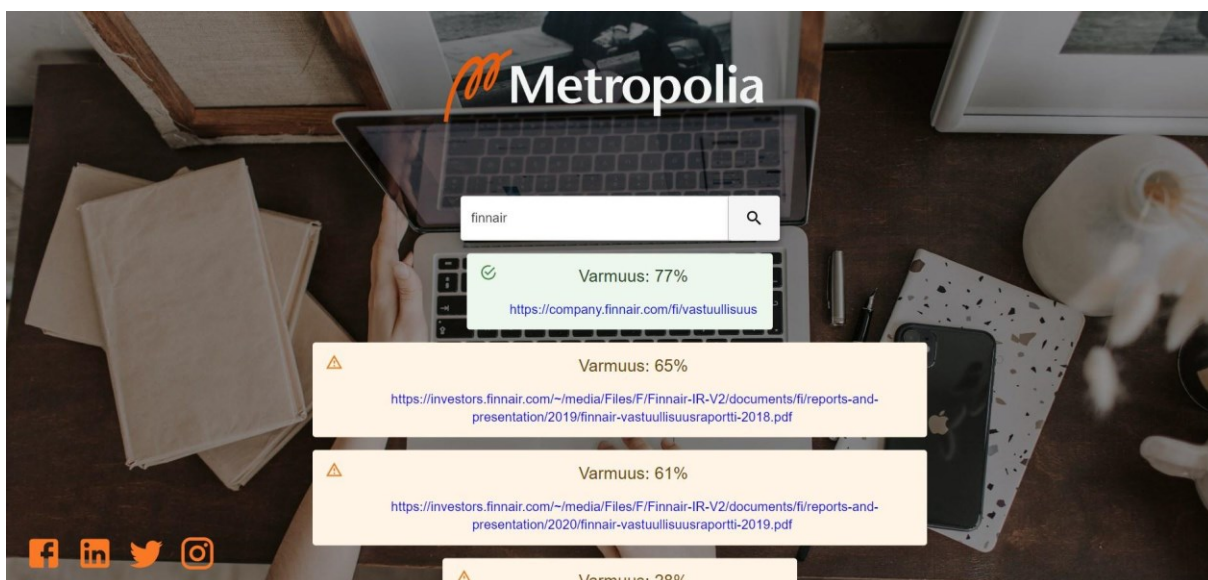 Metropolia
finnair
Varmuus: 77%
https://company.finnair.com/fi/vastuullisuus
Varmuus: 65%
https://investors.finnair.com/~/media/Files/F/Finnair-IR-V2/documents/fi/reports-and-
presentation/2019/finnair-vastuullisuusraportti-2018.pdf
Varmuus: 61%
https://investors.finnair.com/~/media/Files/F/Finnair-IR-V2/documents/fi/reports-and-
presentation/2020/finnair-vastuullisuusraportti-2019.pdf
Varmuus: 28%